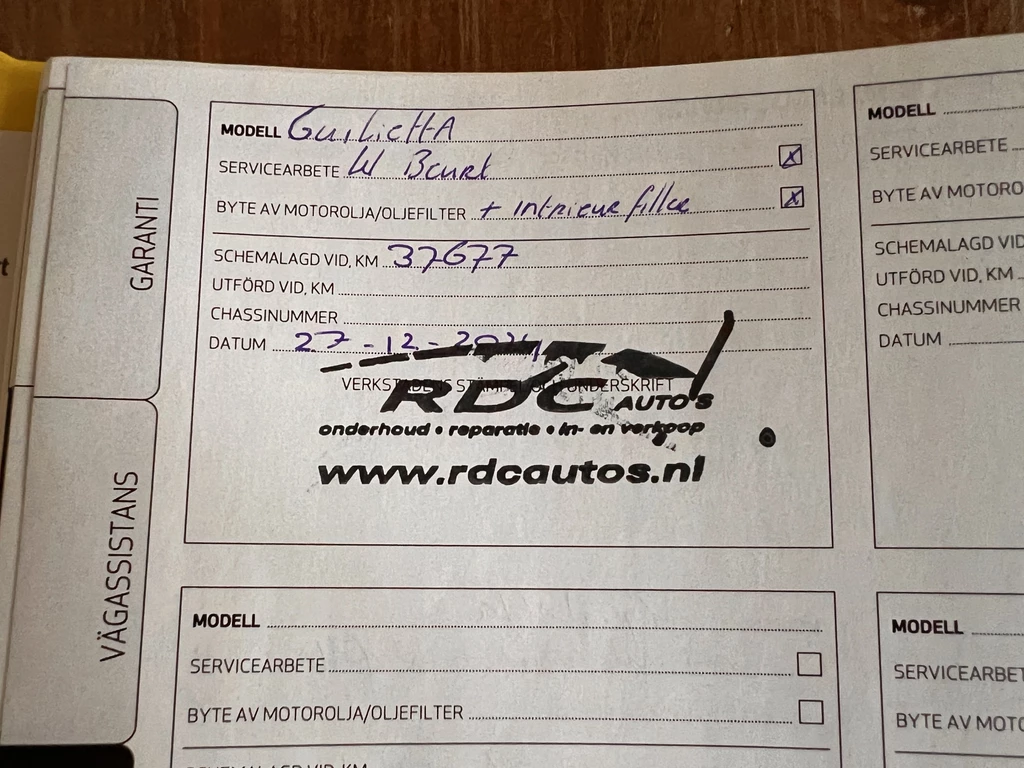 GARANTI
VÄGASSISTANS
MODELL GuilichttA
SERVICEARBETE W Beurt
BYTE AV MOTOROLJA/OLJEFILTER + intrieur filter
SCHEMALAGD VID, KM 37677
UTFÖRD VID, KM
CHASSINUMMER
DATUM 27-12-2024
VERKSTADENS STÄMPEL OCH UNDERSKRIFT
RDC AUTO'S
onderhoud • reparatie • in- en verkoop
www.rdcautos.nl
MODELL
SERVICEARBETE
BYTE AV MOTOROLJA/OLJEFILTER
MODELL
SERVICEARBETE
BYTE AV MOTORO
SCHEMALAGD VID
UTFÖRD VID, KM
CHASSINUMMER
DATUM
MODELL
SERVICEARBET
BYTE AV MOTO